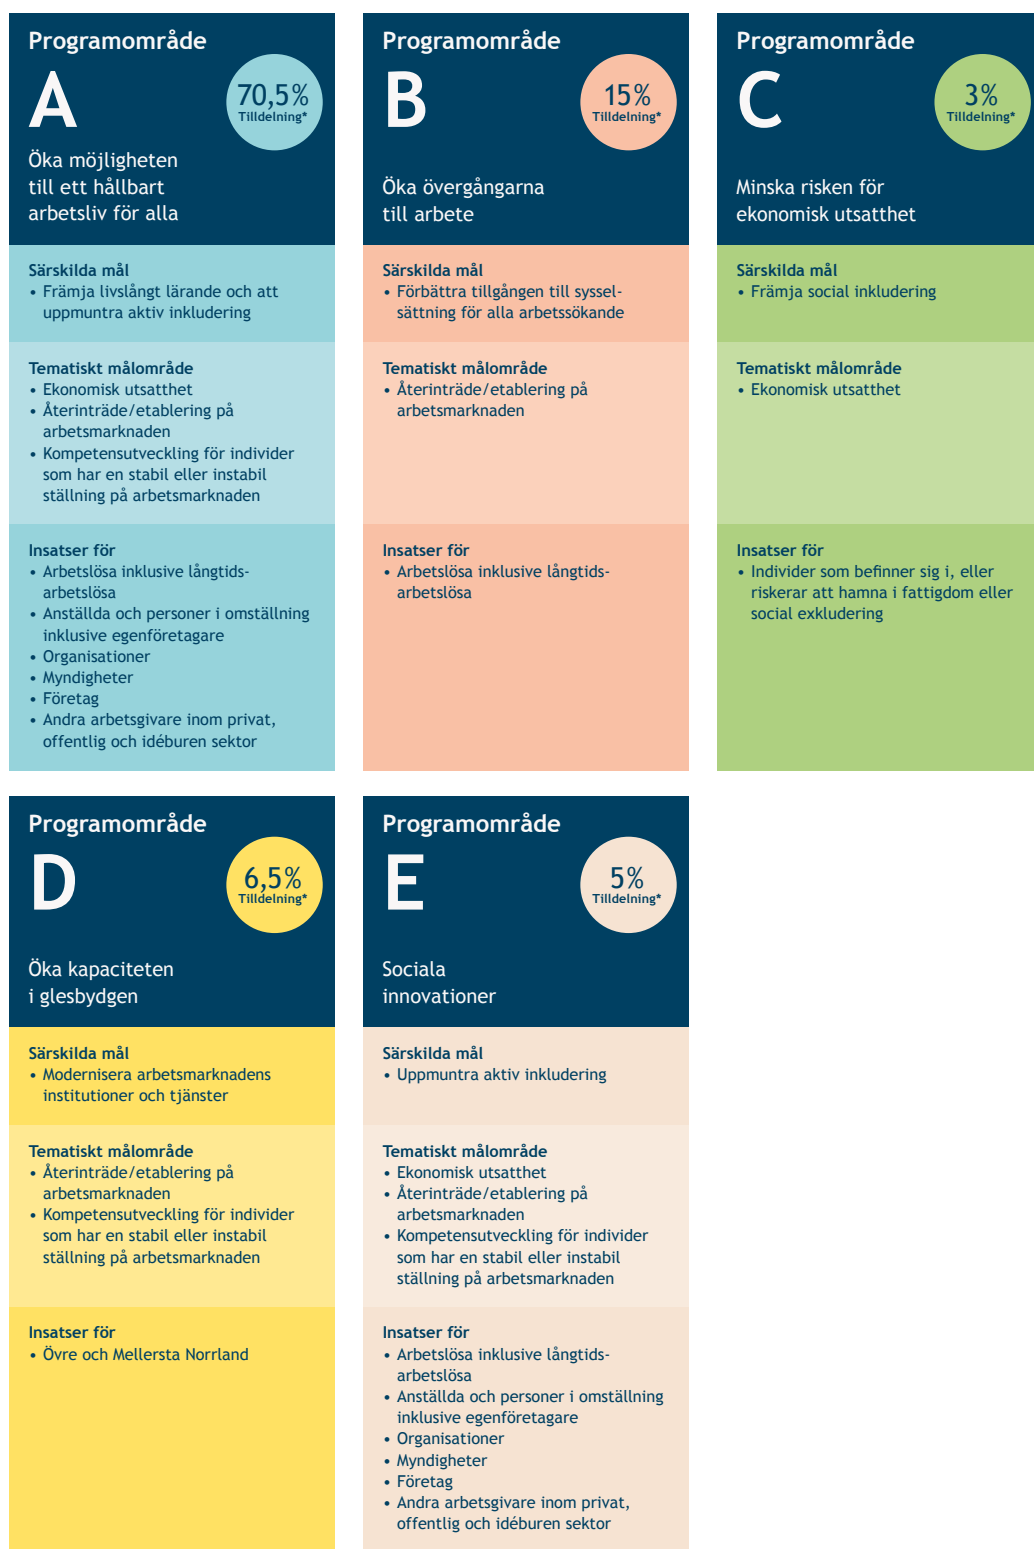 Programområde
A
70,5%
Tilldelning*
Öka möjligheten
till ett hållbart
arbetsliv för alla
Särskilda mål
• Främja livslångt lärande och att
uppmuntra aktiv inkludering
Tematiskt målområde
• Ekonomisk utsatthet
• Återinträde/etablering på
arbetsmarknaden
• Kompetensutveckling för individer
som har en stabil eller instabil
ställning på arbetsmarknaden
Insatser för
• Arbetslösa inklusive långtids-
arbetslösa
• Anställda och personer i omställning
inklusive egenföretagare
• Organisationer
• Myndigheter
• Företag
• Andra arbetsgivare inom privat,
offentlig och idéburen sektor
Programområde
B
15%
Tilldelning*
Öka övergångarna
till arbete
Särskilda mål
• Förbättra tillgången till syssel-
sättning för alla arbetssökande
Tematiskt målområde
• Återinträde/etablering på
arbetsmarknaden
Insatser för
• Arbetslösa inklusive långtids-
arbetslösa
Programområde
C
3%
Tilldelning*
Minska risken för
ekonomisk utsatthet
Särskilda mål
• Främja social inkludering
Tematiskt målområde
• Ekonomisk utsatthet
Insatser för
• Individer som befinner sig i, eller
riskerar att hamna i fattigdom eller
social exkludering
Programområde
D
6,5%
Tilldelning*
Öka kapaciteten
i glesbydgen
Särskilda mål
• Modernisera arbetsmarknadens
institutioner och tjänster
Tematiskt målområde
• Återinträde/etablering på
arbetsmarknaden
• Kompetensutveckling för individer
som har en stabil eller instabil
ställning på arbetsmarknaden
Insatser för
• Övre och Mellersta Norrland
Programområde
E
5%
Tilldelning*
Sociala
innovationer
Särskilda mål
• Uppmuntra aktiv inkludering
Tematiskt målområde
• Ekonomisk utsatthet
• Återinträde/etablering på
arbetsmarknaden
• Kompetensutveckling för individer
som har en stabil eller instabil
ställning på arbetsmarknaden
Insatser för
• Arbetslösa inklusive långtids-
arbetslösa
• Anställda och personer i omställning
inklusive egenföretagare
• Organisationer
• Myndigheter
• Företag
• Andra arbetsgivare inom privat,
offentlig och idéburen sektor